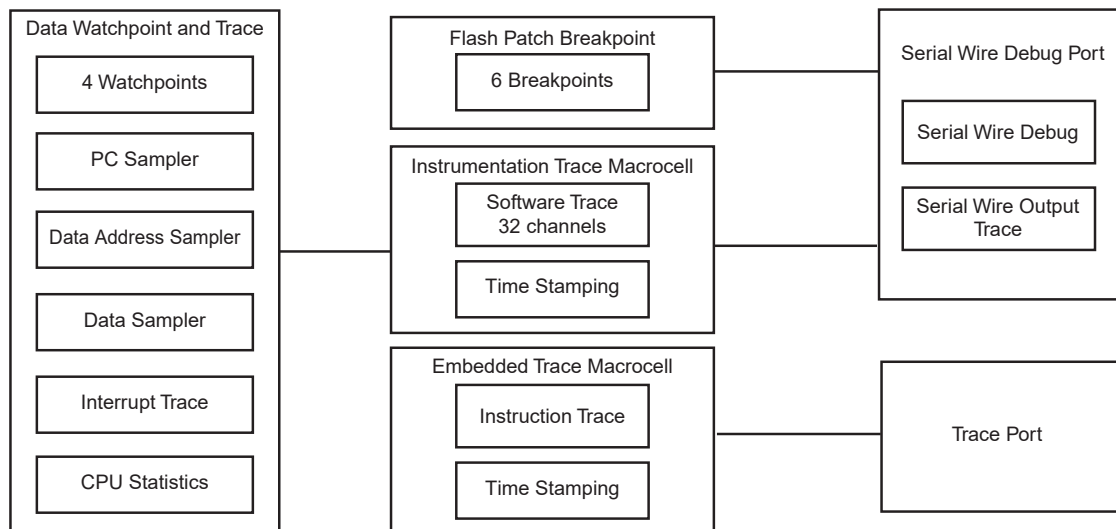 Data Watchpoint and Trace
4 Watchpoints
PC Sampler
Data Address Sampler
Data Sampler
Interrupt Trace
CPU Statistics
Flash Patch Breakpoint
6 Breakpoints
Instrumentation Trace Macrocell
Software Trace
32 channels
Time Stamping
Embedded Trace Macrocell
Instruction Trace
Time Stamping
Serial Wire Debug Port
Serial Wire Debug
Serial Wire Output
Trace
Trace Port